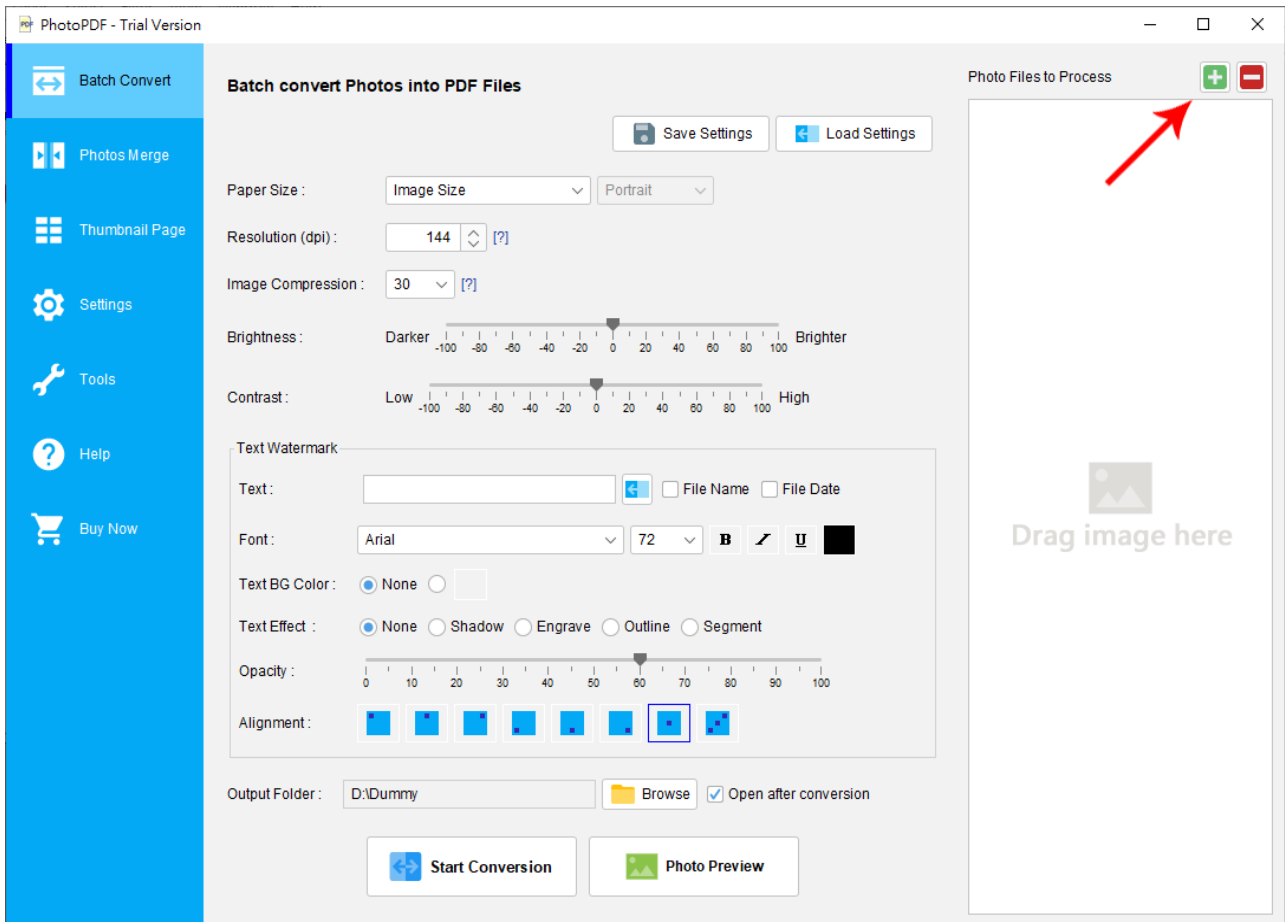 PDF PhotoPDF - Trial Version
Batch Convert
Photos Merge
Thumbnail Page
Settings
Tools
Help
Buy Now
Batch convert Photos into PDF Files
Save Settings Load Settings
Paper Size : Image Size Portrait
Resolution (dpi) : 144 [?]
Image Compression : 30 [?]
Brightness : Darker Brighter
-100 -80 -60 -40 -20 0 20 40 60 80 100
Contrast : Low High
-100 -80 -60 -40 -20 0 20 40 60 80 100
Text Watermark
Text : File Name File Date
Font : Arial 72 B I U
Text BG Color : None
Text Effect : None Shadow Engrave Outline Segment
Opacity :
0 10 20 30 40 50 60 70 80 90 100
Alignment :
Output Folder : D:\Dummy Browse Open after conversion
Start Conversion Photo Preview
Photo Files to Process
Drag image here